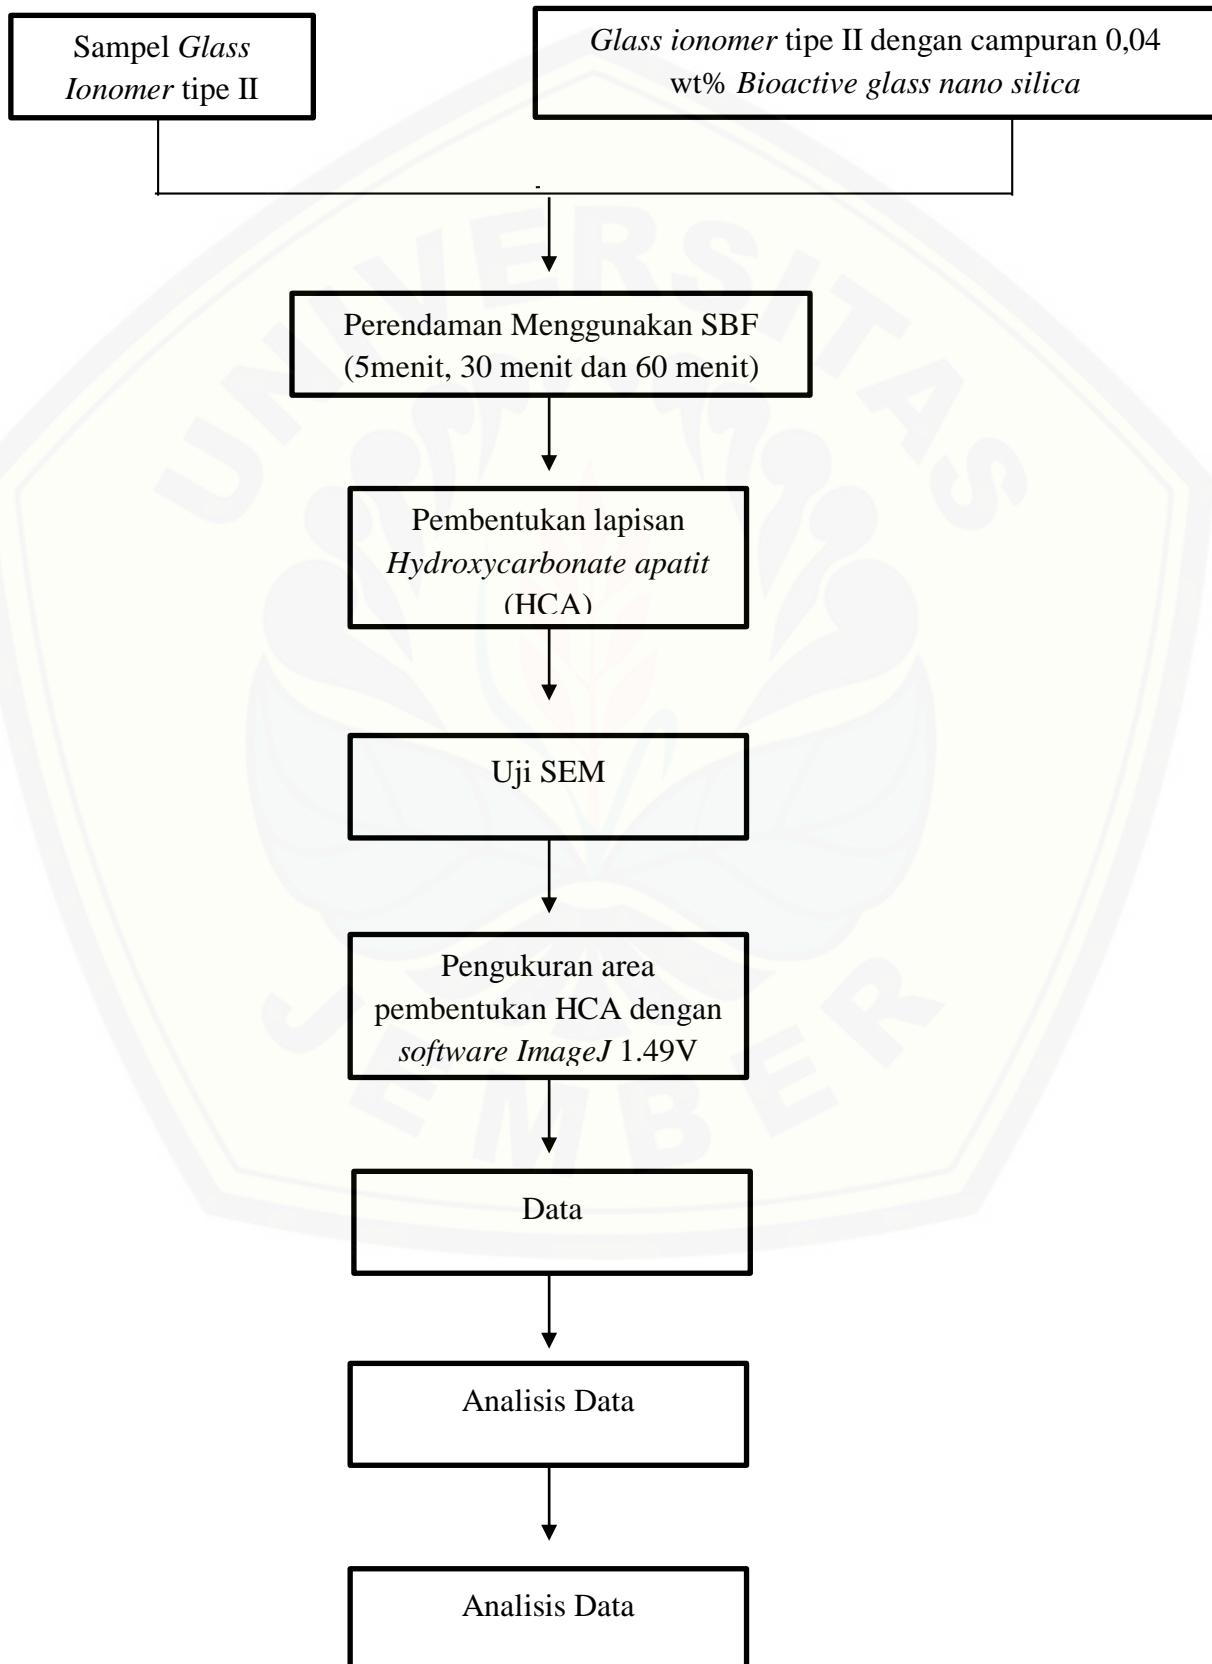 Sampel Glass
Ionomer tipe II
Glass ionomer tipe II dengan campuran 0,04
wt% Bioactive glass nano silica
Perendaman Menggunakan SBF
(5menit, 30 menit dan 60 menit)
Pembentukan lapisan
Hydroxycarbonate apatit
(HCA)
Uji SEM
Pengukuran area
pembentukan HCA dengan
software ImageJ 1.49V
Data
Analisis Data
Analisis Data
UNIVERSITAS
JEMBER